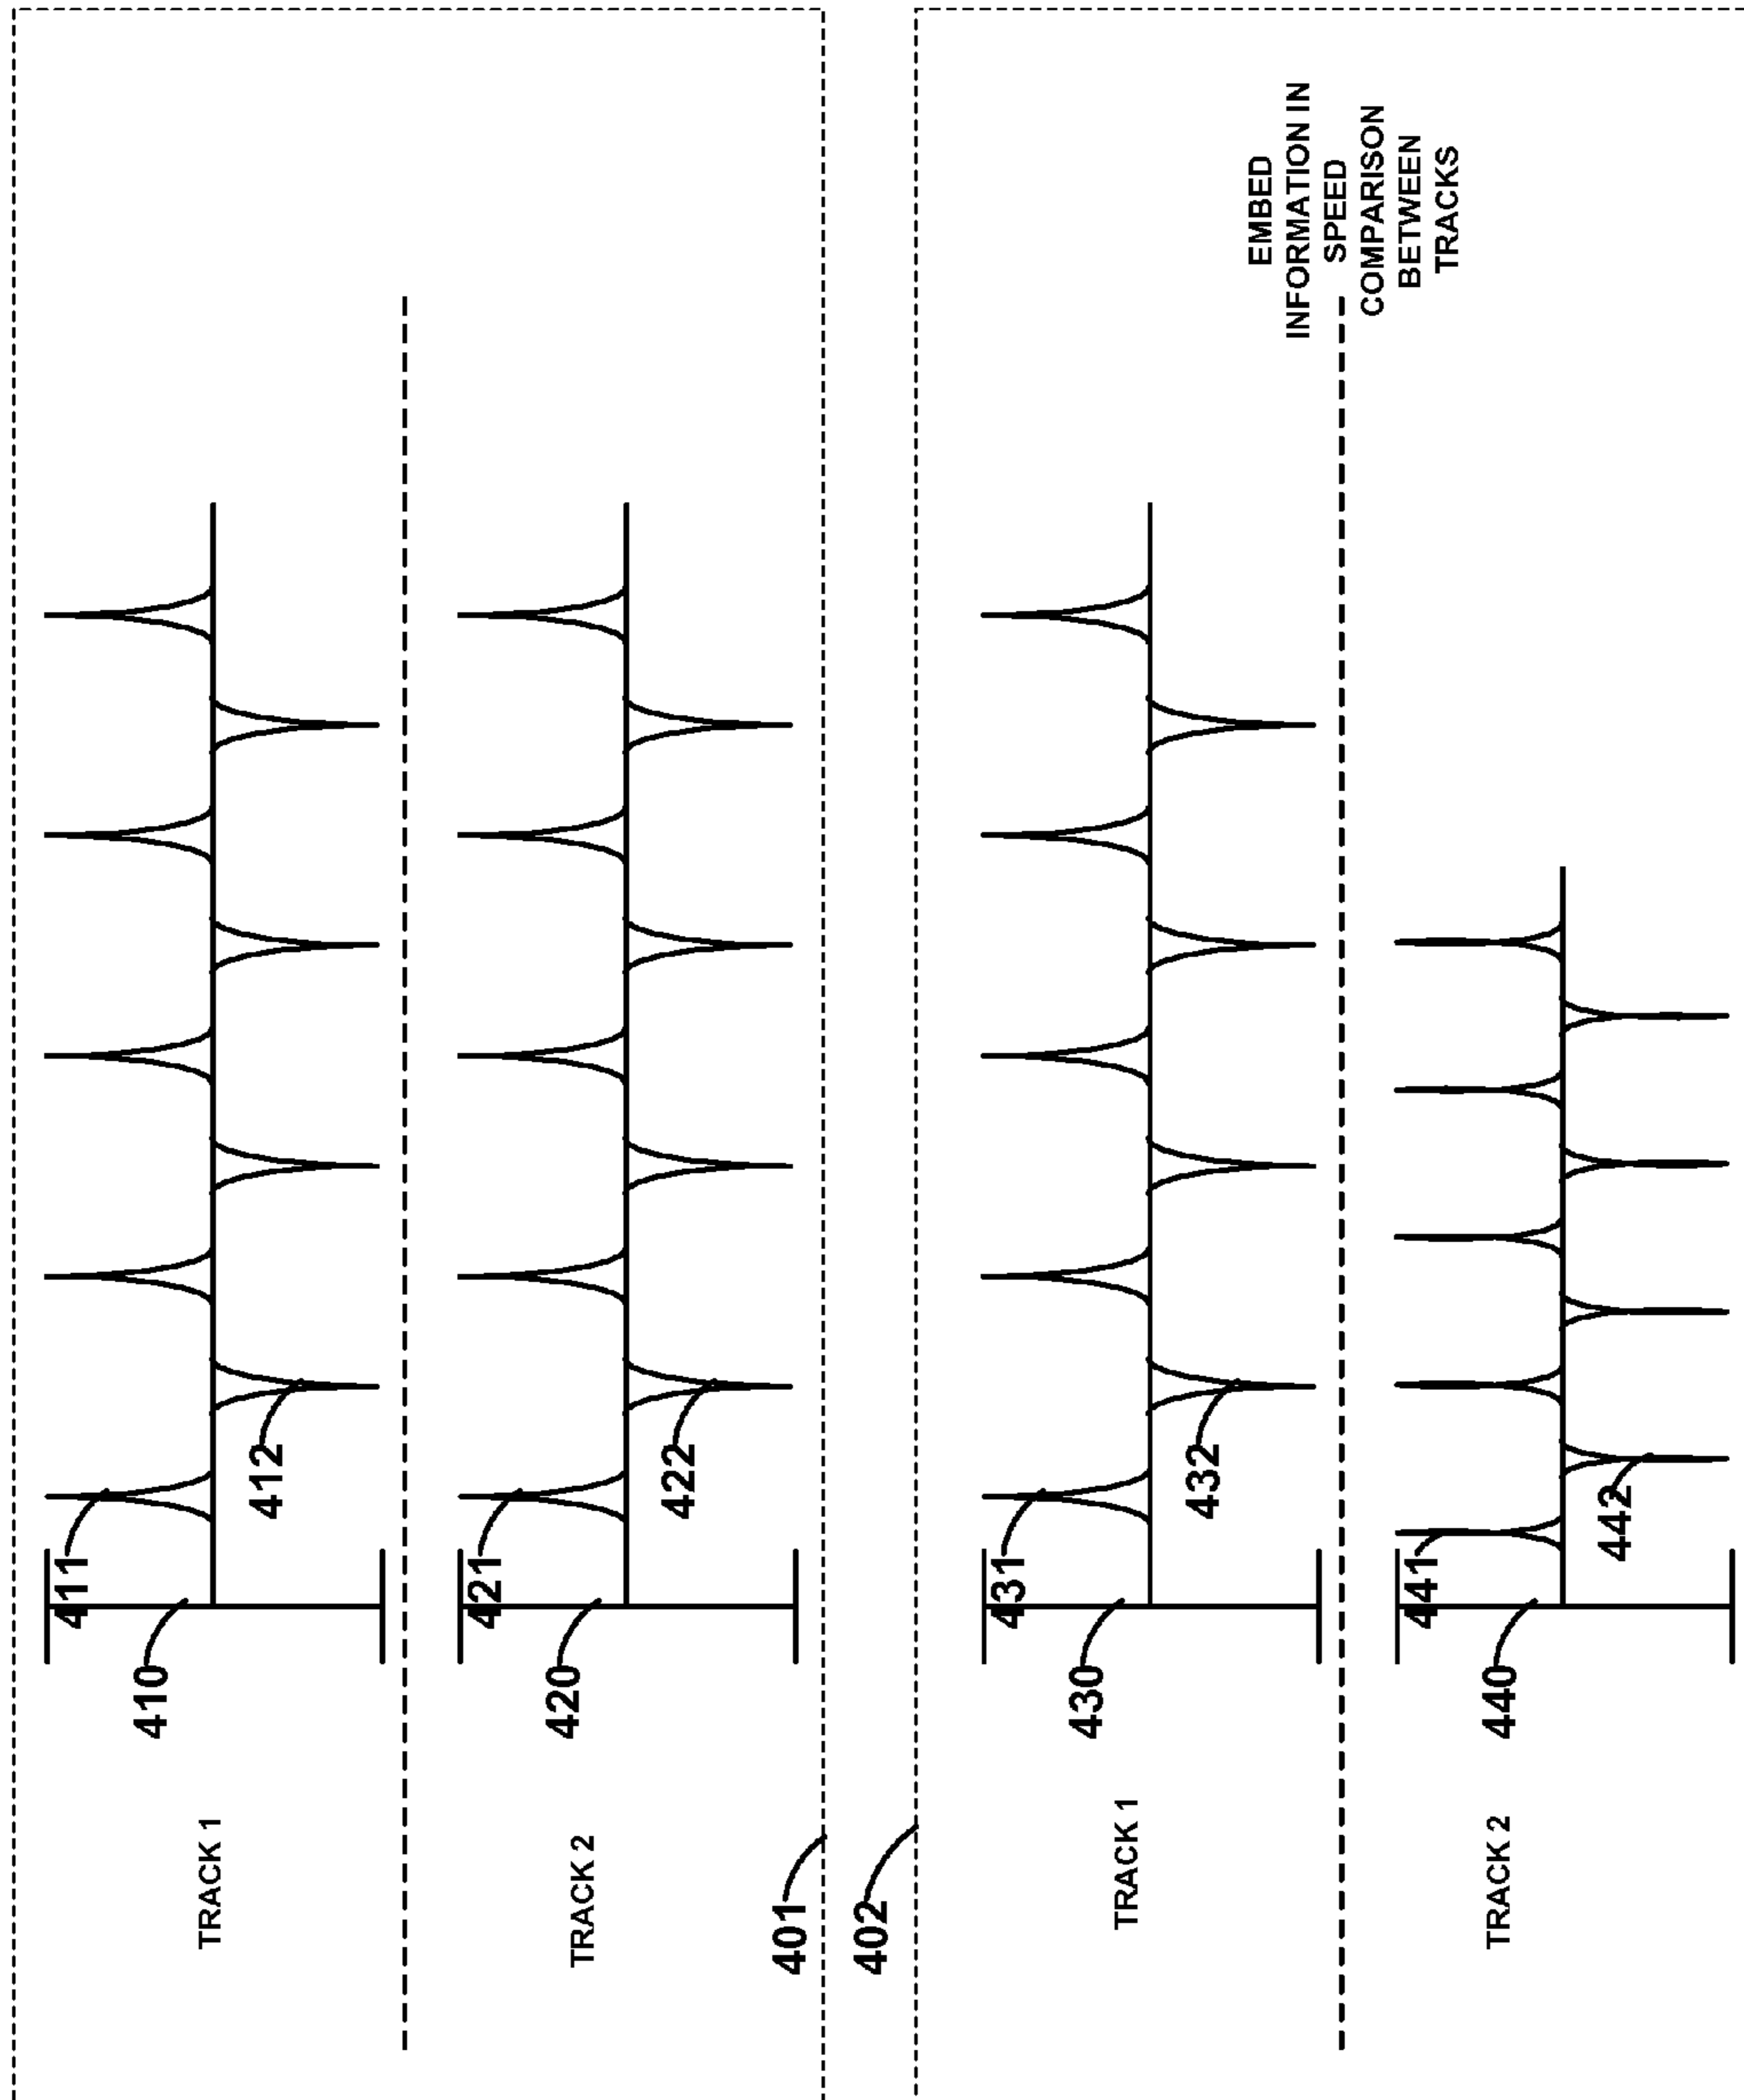 TRACK 1
410
411
412
TRACK 2
420
421
422
401
402
TRACK 1
430
431
432
EMBED
INFORMATION IN
SPEED
COMPARISON
BETWEEN
TRACKS
TRACK 2
440
441
442